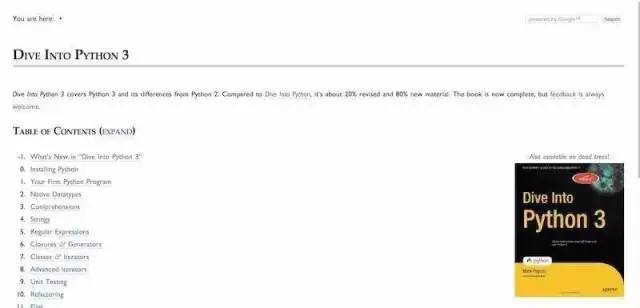 You are here: •
powered by Google™ Search
DIVE INTO PYTHON 3
Dive Into Python 3 covers Python 3 and its differences from Python 2. Compared to Dive Into Python, it's about 20% revised and 80% new material. The book is now complete, but feedback is always
welcome.
TABLE OF CONTENTS (EXPAND)
-1. What's New in "Dive Into Python 3"
0. Installing Python
1. Your First Python Program
2. Native Datatypes
3. Comprehensions
4. Strings
5. Regular Expressions
6. Closures & Generators
7. Classes & Iterators
8. Advanced Iterators
9. Unit Testing
10. Refactoring
11. Files
Also available on dead trees!
Dive Into
Python 3
python
Mark Pilgrim
Apress